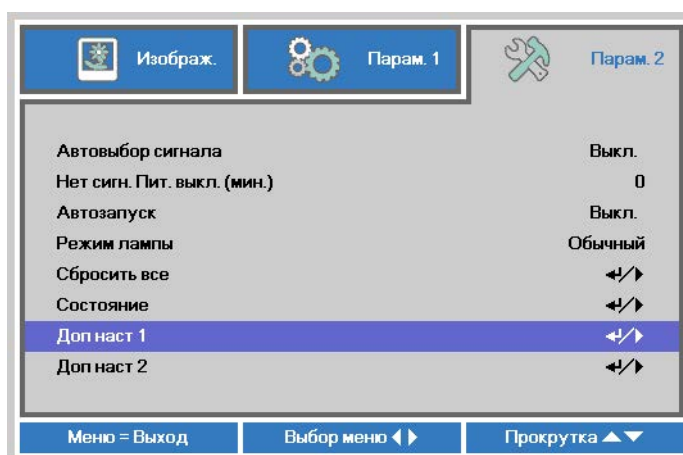 Изображ. Парам. 1 Парам. 2
Автовыбор сигнала Выкл.
Нет сигн. Пит. выкл. (мин.) 0
Автозапуск Выкл.
Режим лампы Обычный
Сбросить все ↵/▶
Состояние ↵/▶
Доп наст 1 ↵/▶
Доп наст 2 ↵/▶
Меню = Выход Выбор меню ◀▶ Прокрутка ▲▼